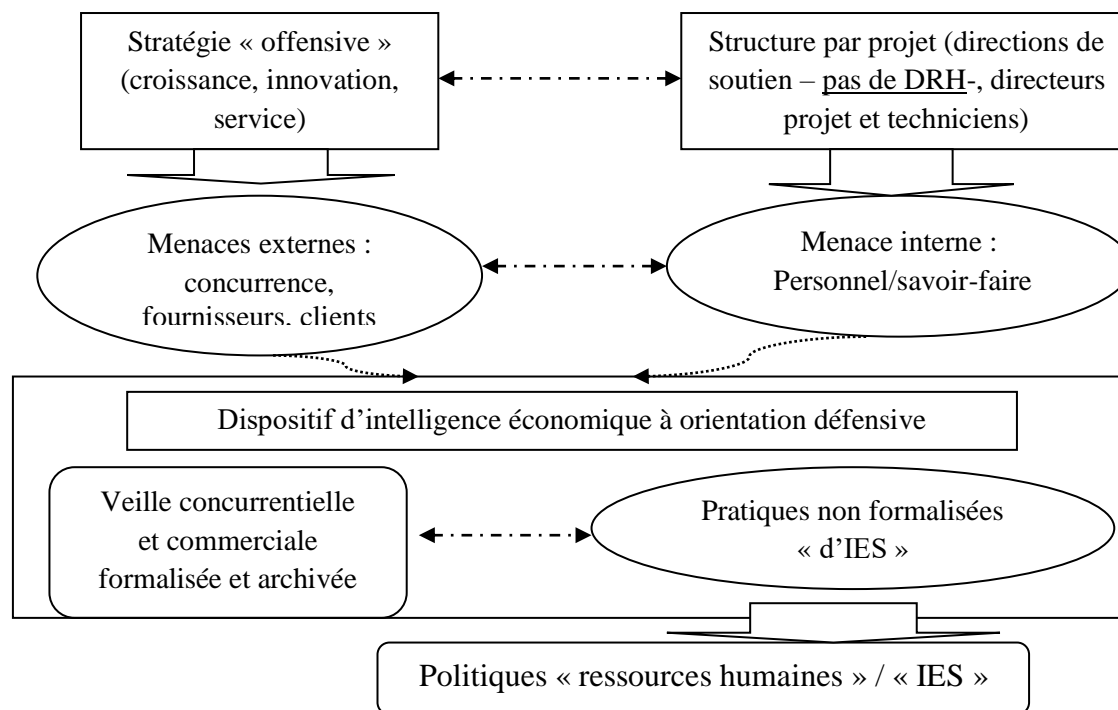 Stratégie « offensive »
(croissance, innovation,
service)
Structure par projet (directions de
soutien – pas de DRH-, directeurs
projet et techniciens)
Menaces externes :
concurrence,
fournisseurs, clients
Menace interne :
Personnel/savoir-faire
Dispositif d’intelligence économique à orientation défensive
Veille concurrentielle
et commerciale
formalisée et archivée
Pratiques non formalisées
« d’IES »
Politiques « ressources humaines » / « IES »